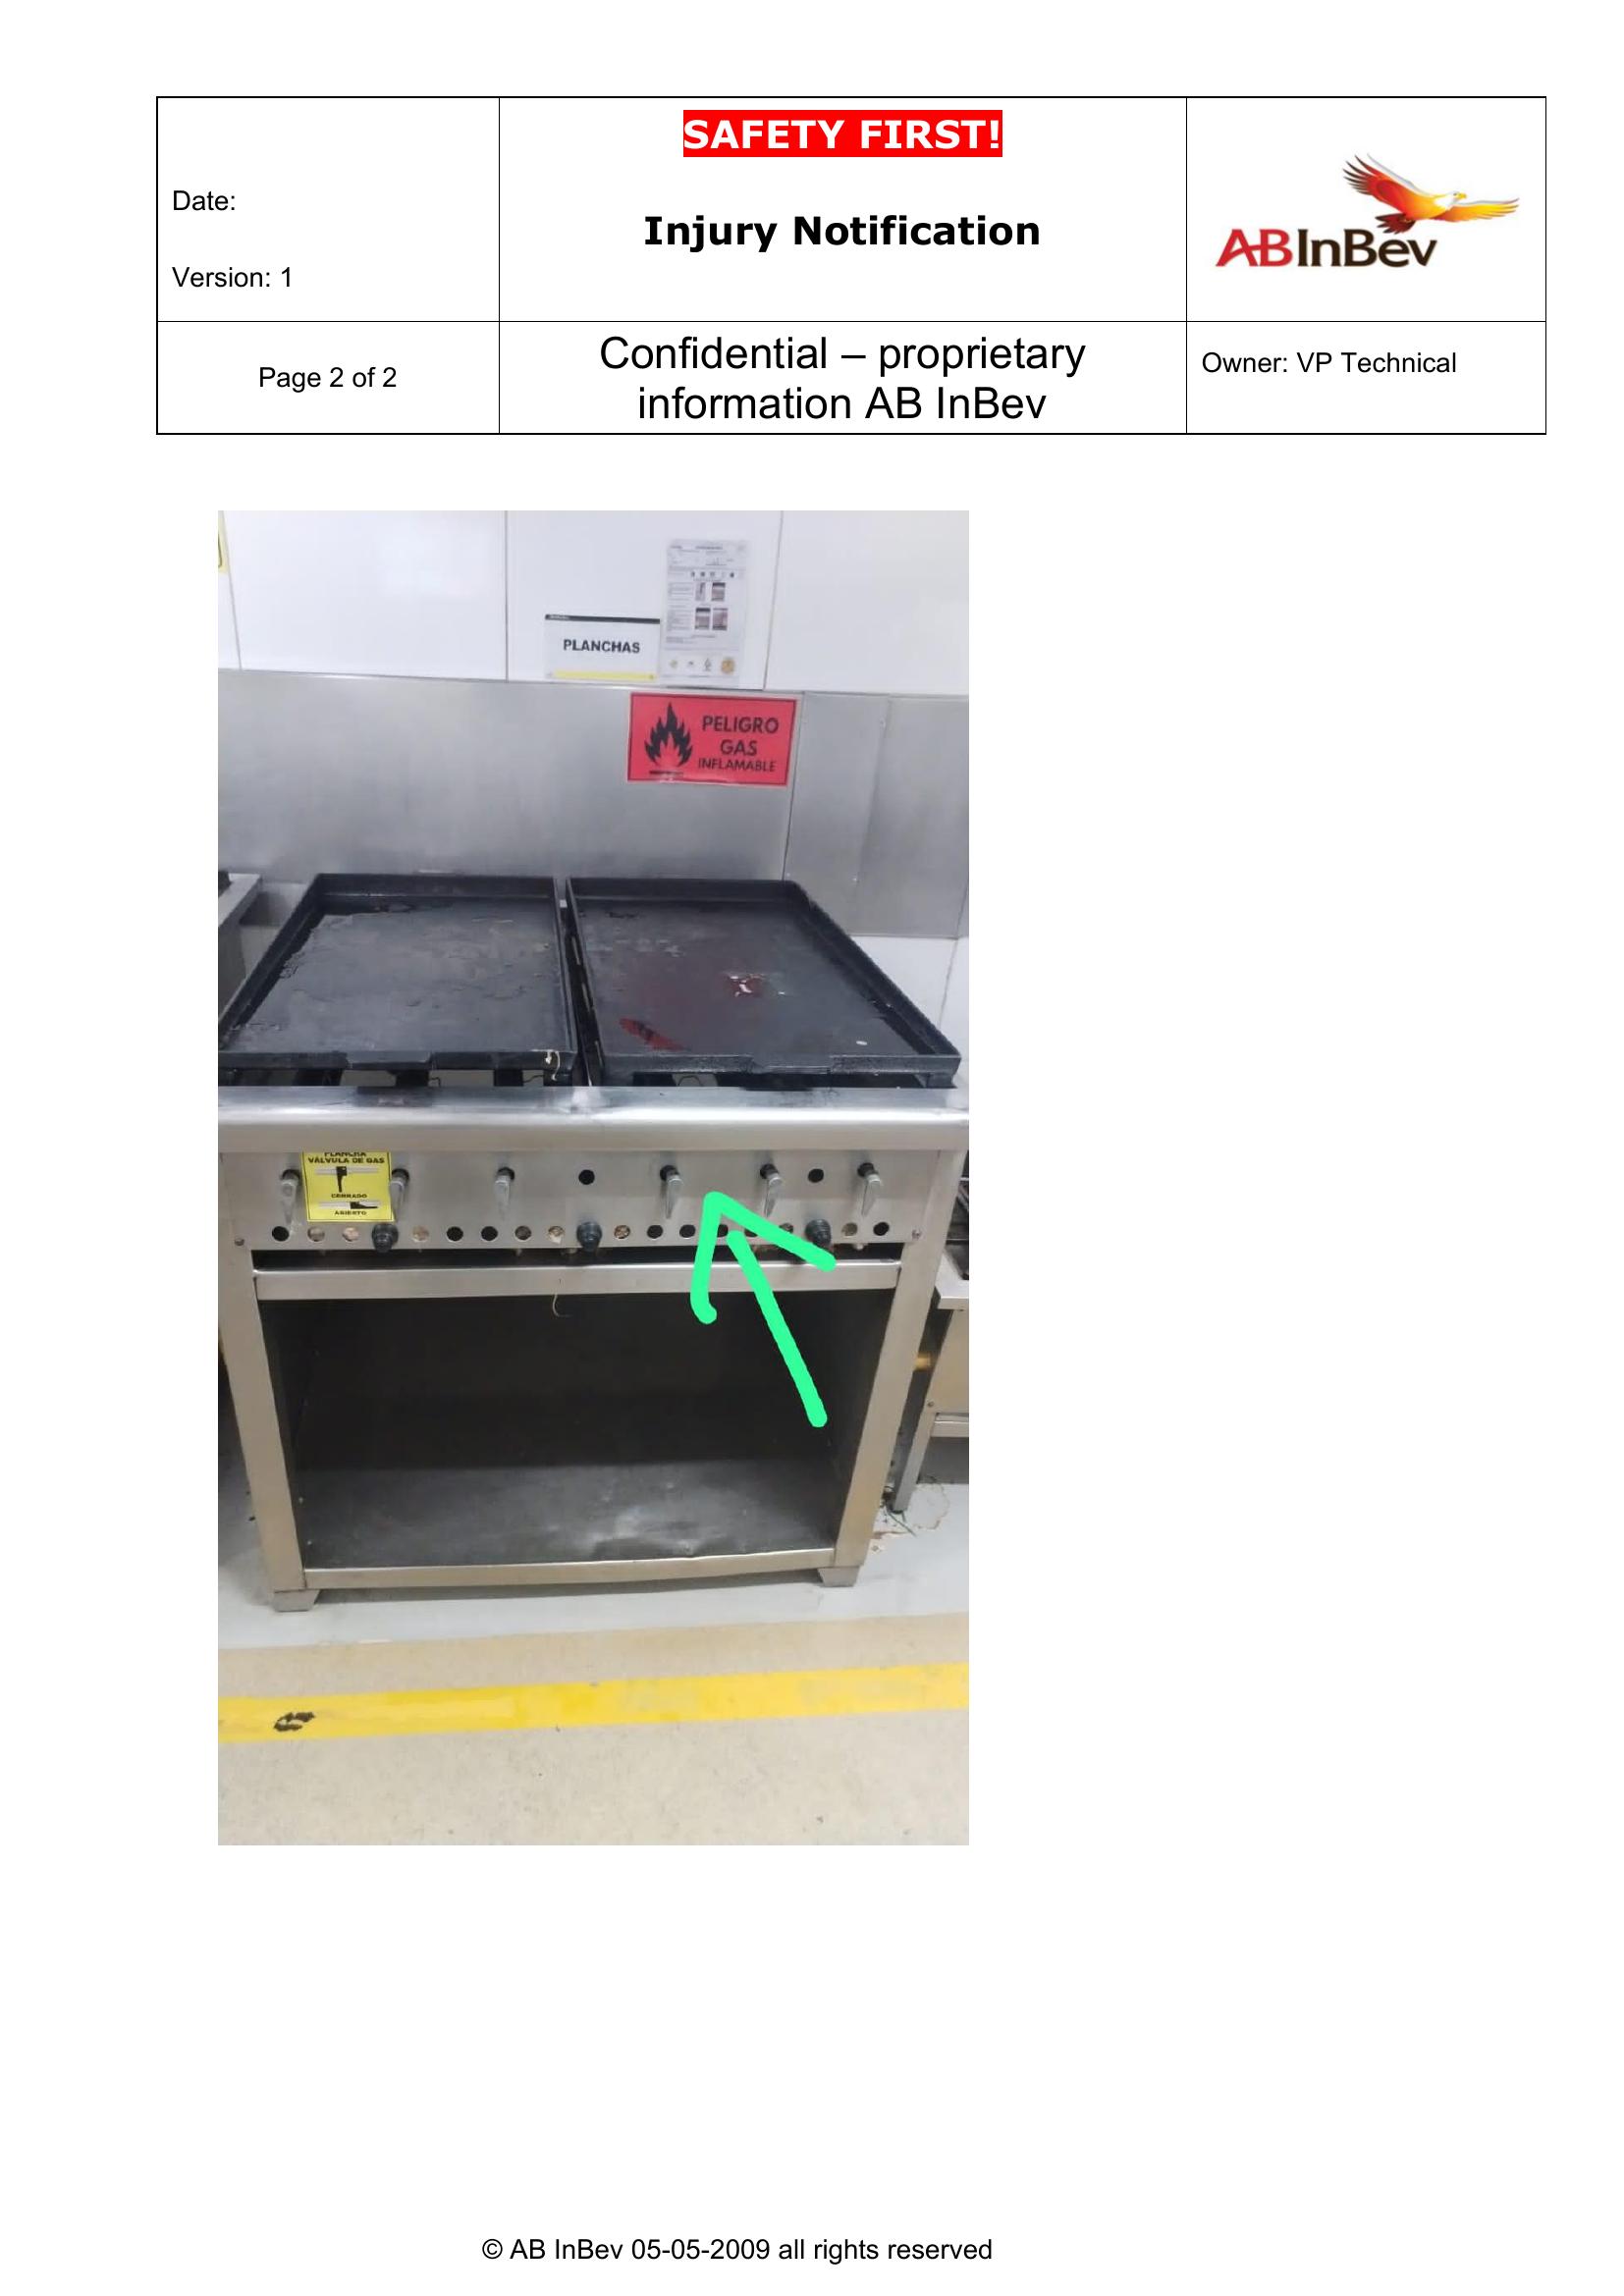 SAFETY FIRST!
Date:
Injury Notification
Version: 1
ABInBev
Page 2 of 2
Confidential – proprietary
information AB InBev
Owner: VP Technical
PLANCHAS
PELIGRO
GAS
INFLAMABLE
PLANCHA
VÁLVULA DE GAS
CERRADO
ABIERTO
© AB InBev 05-05-2009 all rights reserved